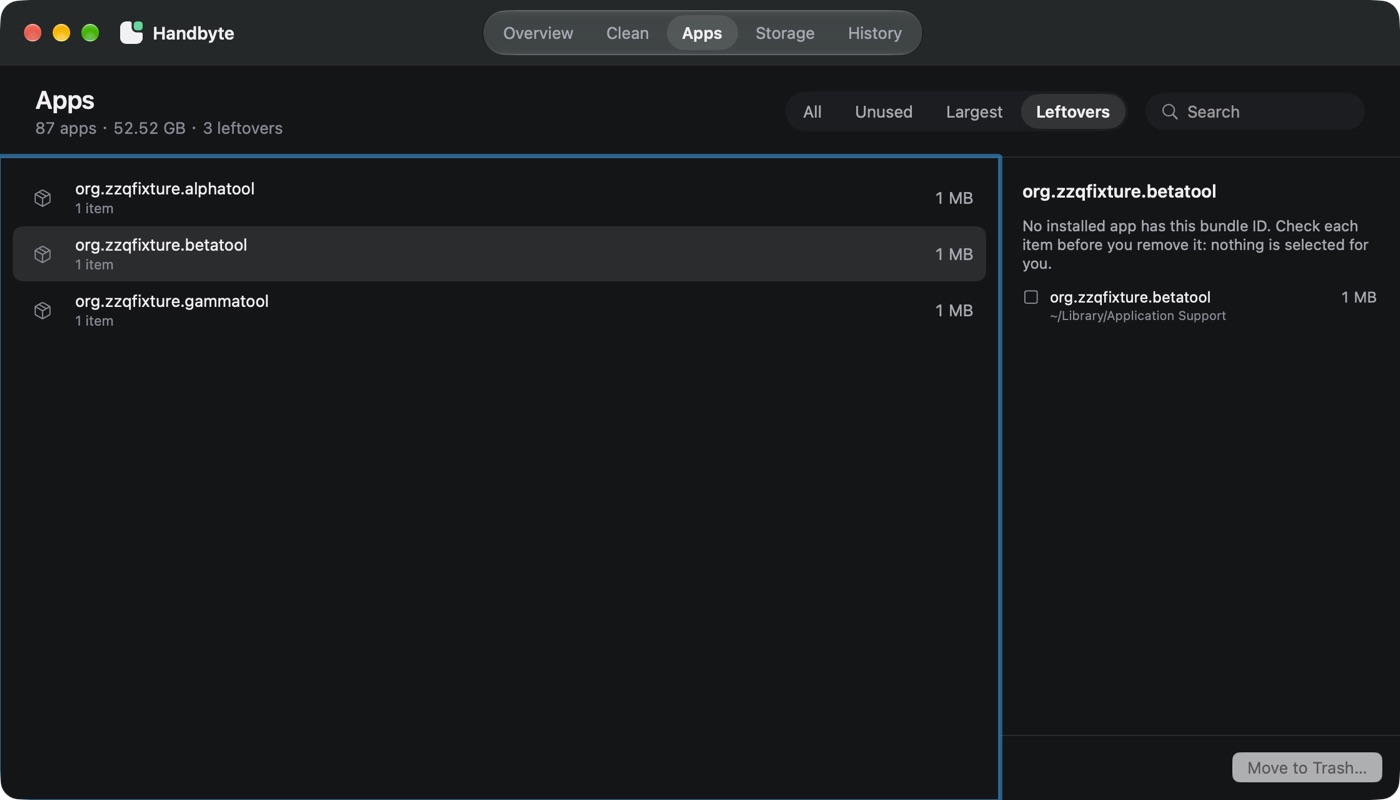 Handbyte
Overview Clean Apps Storage History
Apps
87 apps · 52.52 GB · 3 leftovers
All Unused Largest Leftovers
Search
org.zzqfixture.alphatool
1 item
1 MB
org.zzqfixture.betatool
1 item
1 MB
org.zzqfixture.gammatool
1 item
1 MB
org.zzqfixture.betatool
No installed app has this bundle ID. Check each
item before you remove it: nothing is selected for
you.
org.zzqfixture.betatool 1 MB
~/Library/Application Support
Move to Trash...